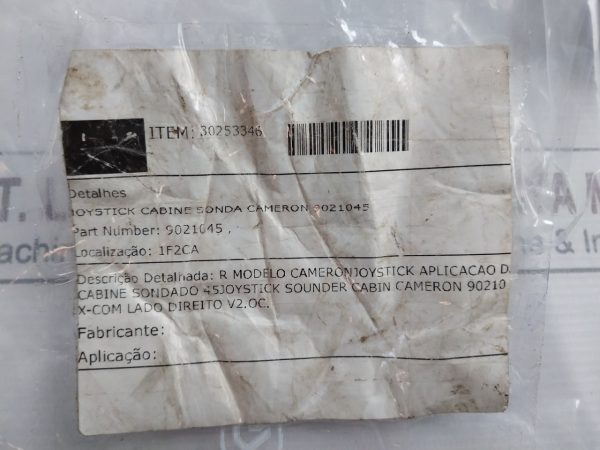 ITEM: 30253346
Detalhes
JOYSTICK CABINE SONDA CAMERON 9021045
Part Number: 9021045 ,
Localização: 1F2CA
Descrição Detalhada: R MODELO CAMERONJOYSTICK APLICACAO D
CABINE SONDADO 45JOYSTICK SOUNDER CABIN CAMERON 90210
X-COM LADO DIREITO V2.OC.
Fabricante:
Aplicação: